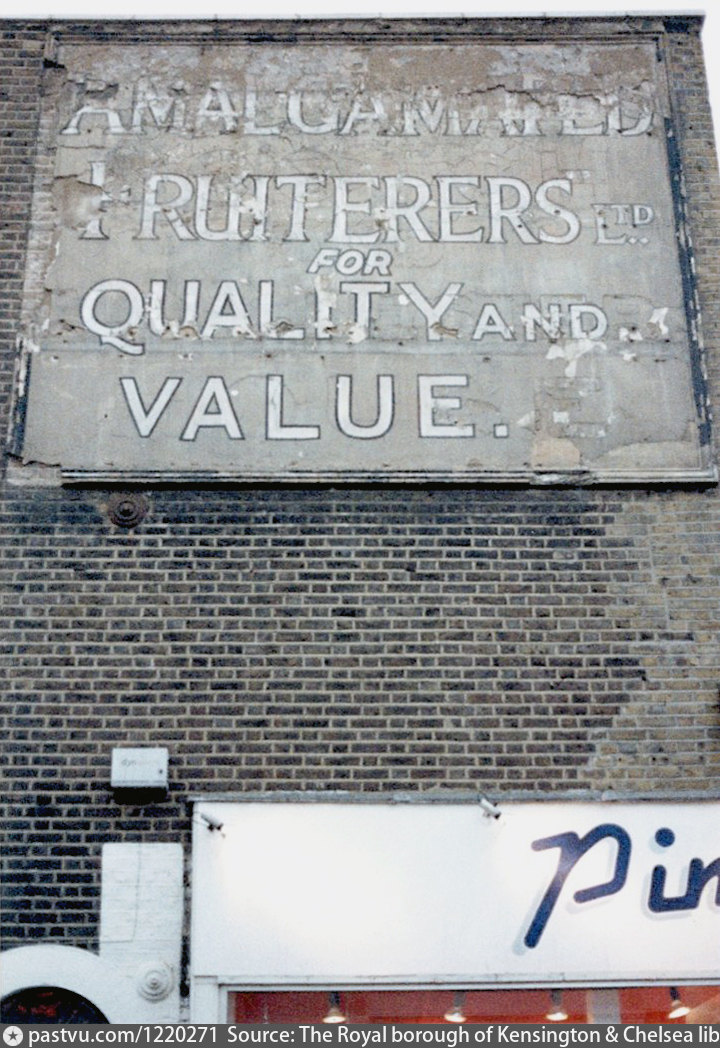 AMALGAMATED
FRUITERERS LTD
FOR
QUALITY AND
VALUE.
dyn
Pin
pastvu.com/1220271 Source: The Royal borough of Kensington & Chelsea lib